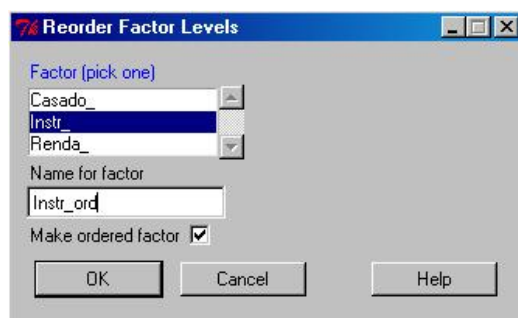 Reorder Factor Levels
Factor (pick one)
Casado_
Instr_
Renda_
Name for factor
Instr_ord
Make ordered factor
OK Cancel Help